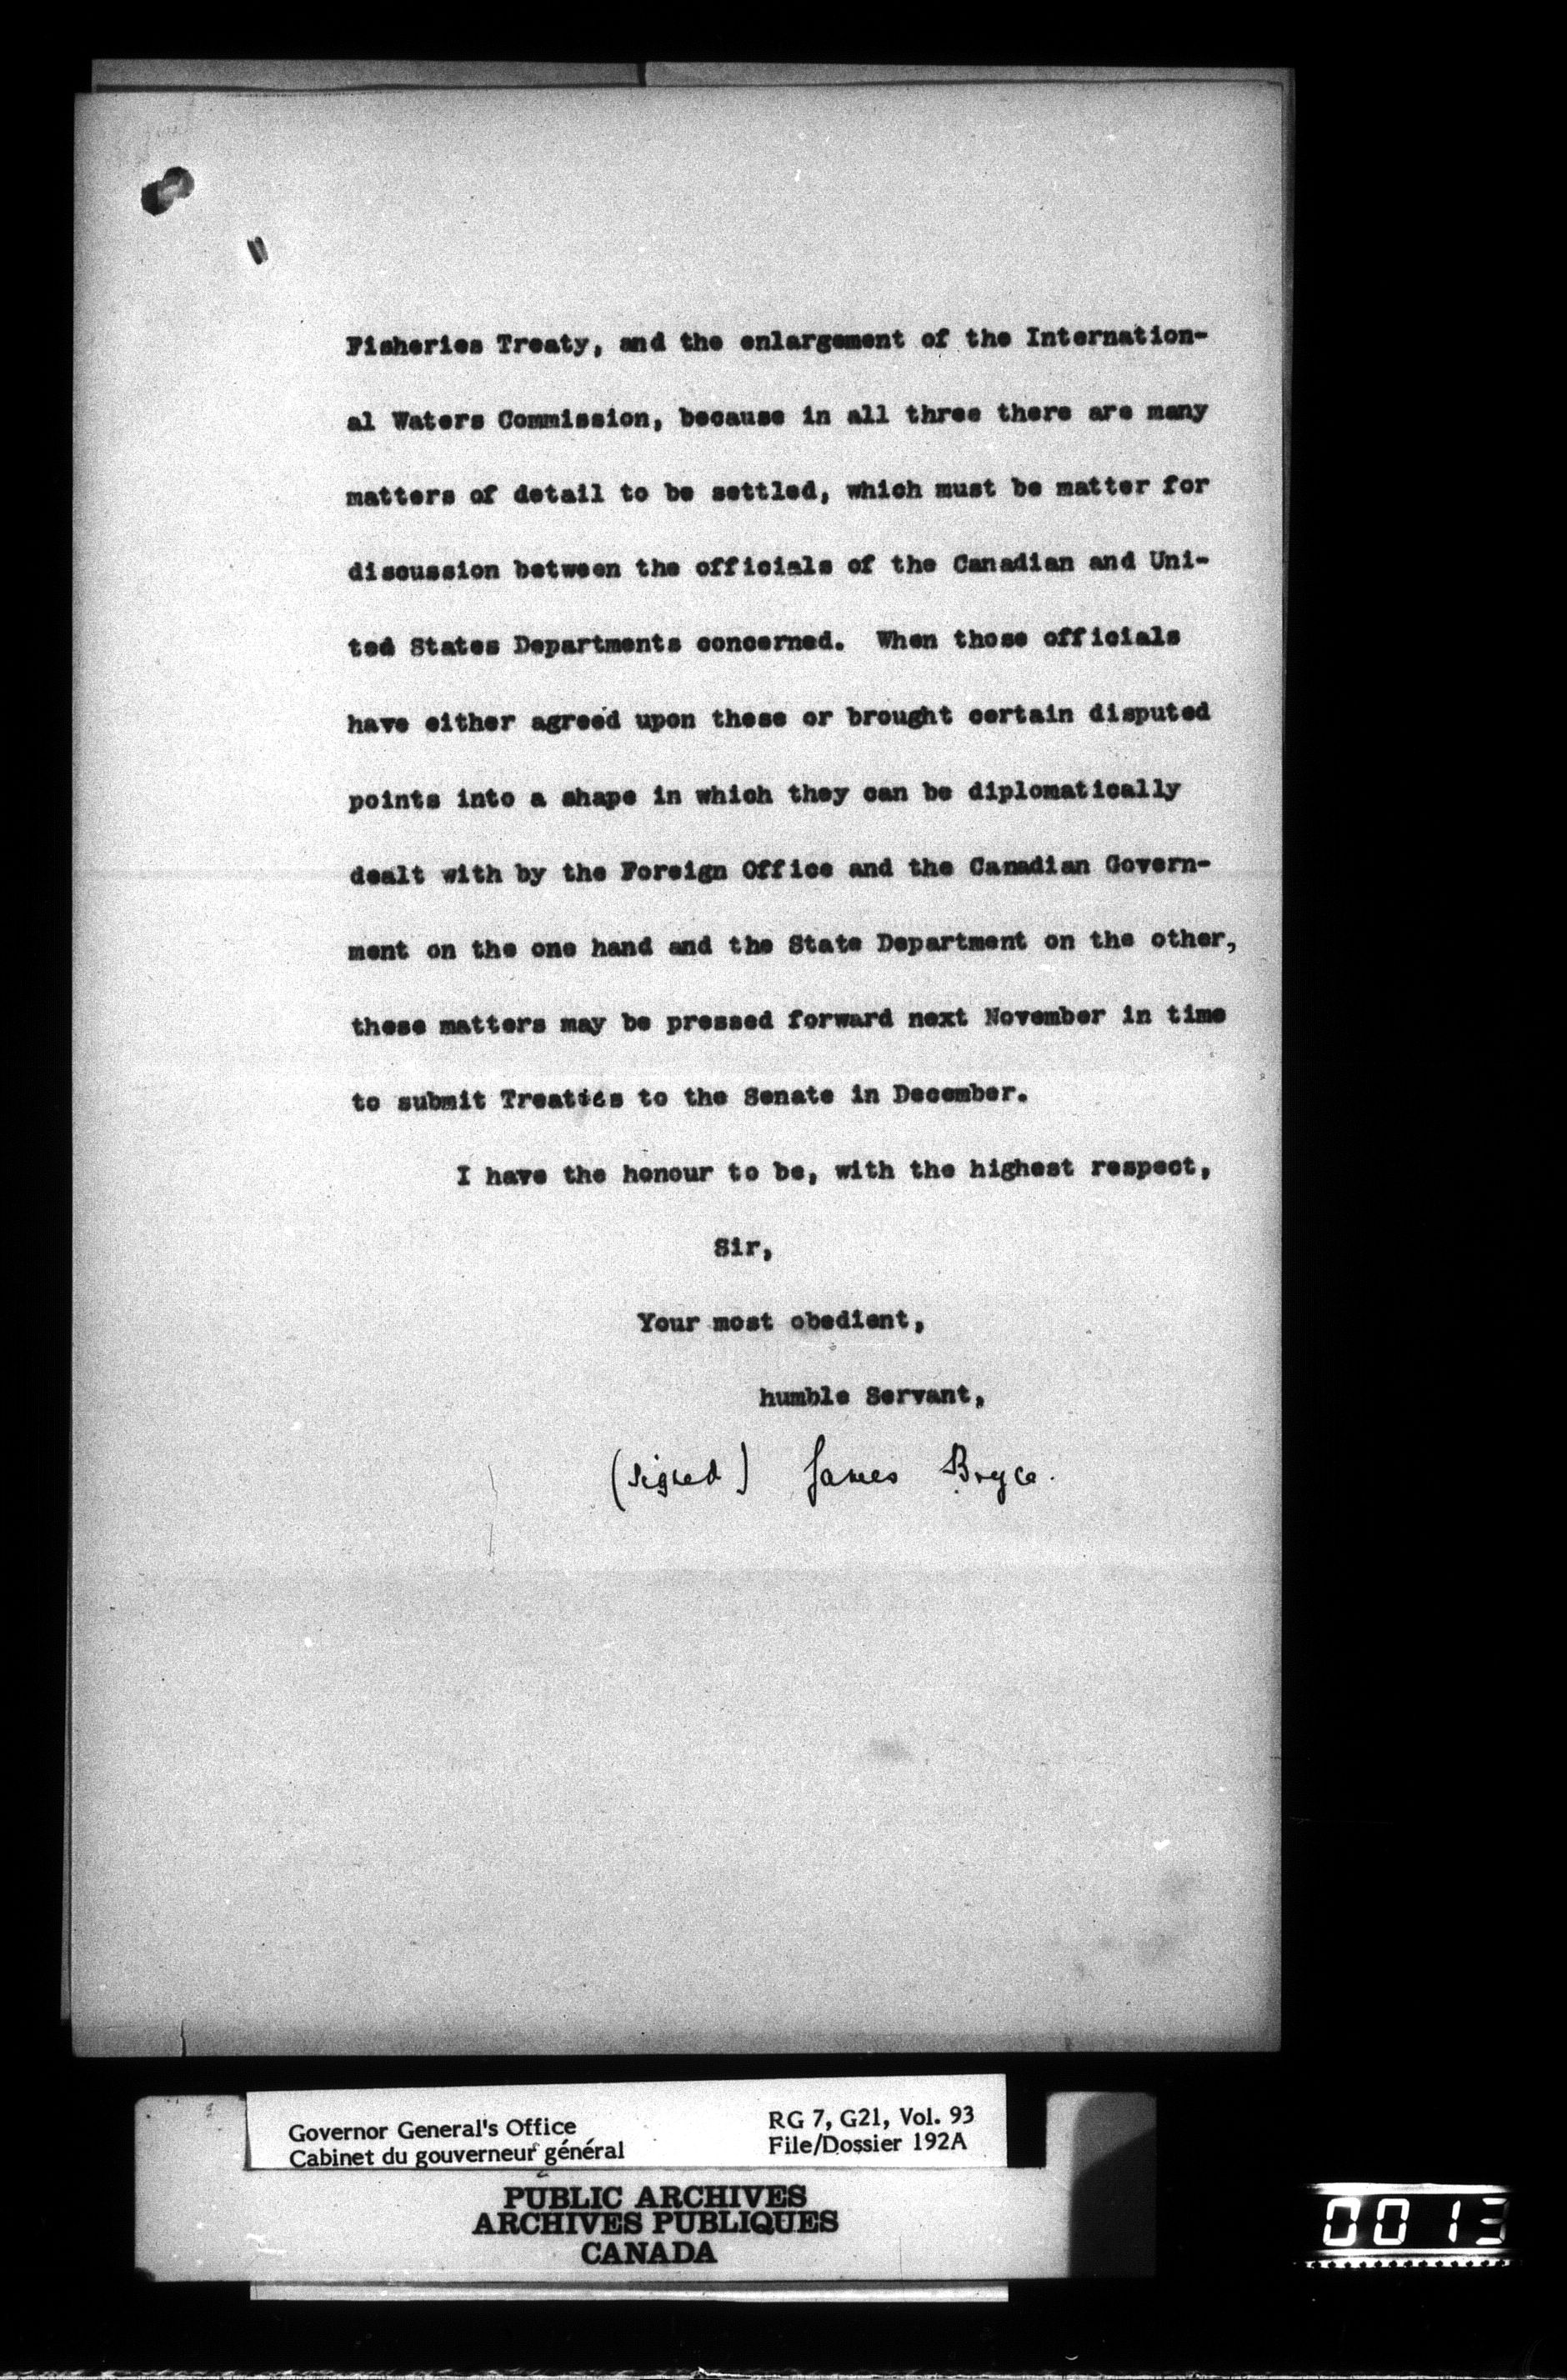 Fisheries Treaty, and the enlargement of the Internation-
al Waters Commission, because in all three there are many
matters of detail to be settled, which must be matter for
discussion between the officials of the Canadian and Uni-
ted States Departments concerned. When those officials
have either agreed upon these or brought certain disputed
points into a shape in which they can be diplomatically
dealt with by the Foreign Office and the Canadian Govern-
ment on the one hand and the State Department on the other,
these matters may be pressed forward next November in time
to submit Treaties to the Senate in December.
I have the honour to be, with the highest respect,
Sir,
Your most obedient,
humble Servant,
(signed) James Bryce.
Governor General's Office
Cabinet du gouverneur général
RG 7, G21, Vol. 93
File/Dossier 192A
PUBLIC ARCHIVES
ARCHIVES PUBLIQUES
CANADA
0013